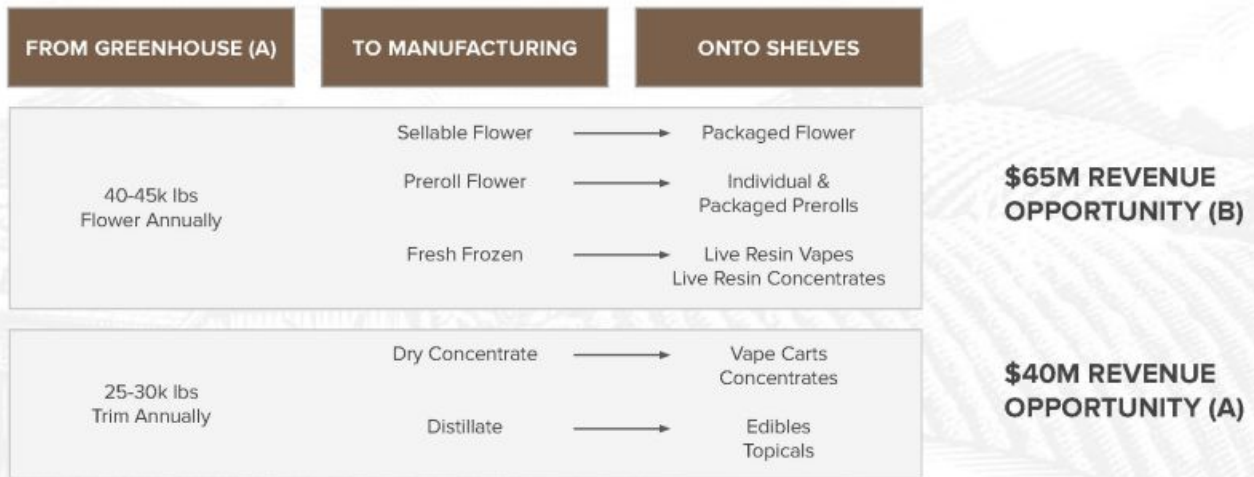 FROM GREENHOUSE (A)
TO MANUFACTURING
ONTO SHELVES
40-45k lbs
Flower Annually
Sellable Flower
Packaged Flower
Preroll Flower
Individual &
Packaged Prerolls
Fresh Frozen
Live Resin Vapes
Live Resin Concentrates
$65M REVENUE
OPPORTUNITY (B)
25-30k lbs
Trim Annually
Dry Concentrate
Vape Carts
Concentrates
Distillate
Edibles
Topicals
$40M REVENUE
OPPORTUNITY (A)